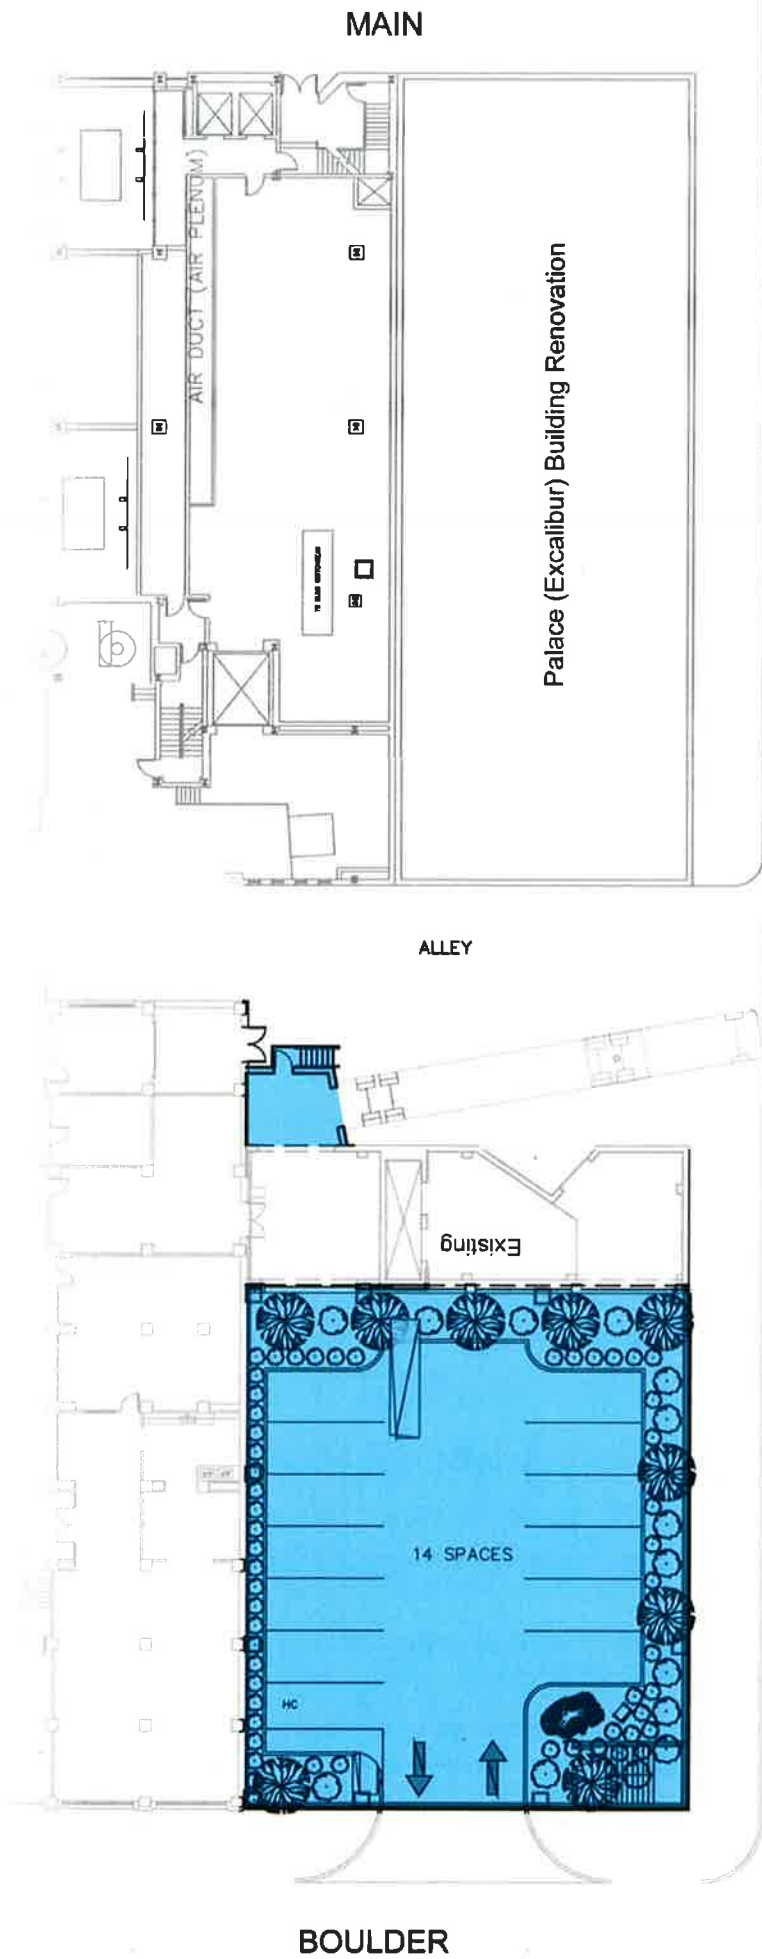 MAIN
AIR DUCT (AIR PLENUM)
Palace (Excalibur) Building Renovation
ALLEY
Existing
14 SPACES
HC
BOULDER